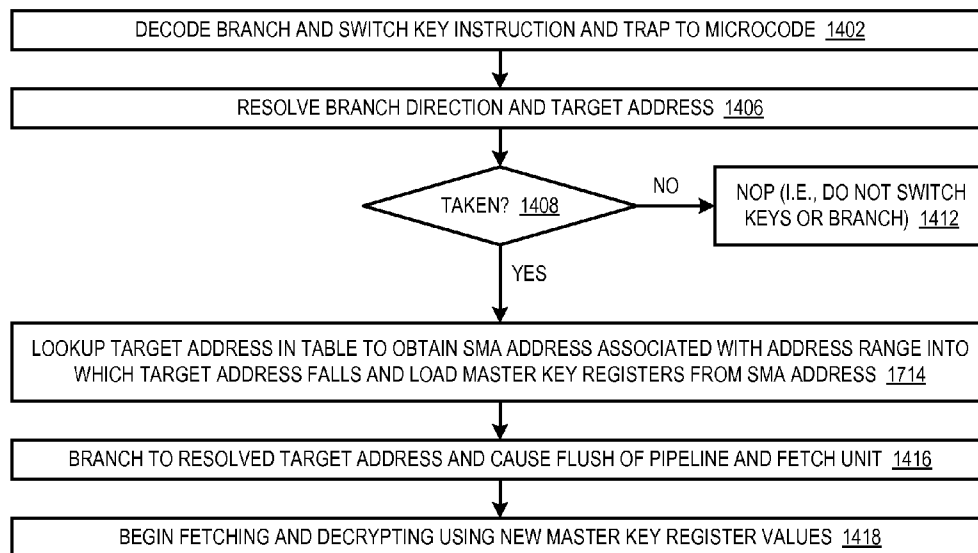 DECODE BRANCH AND SWITCH KEY INSTRUCTION AND TRAP TO MICROCODE 1402
RESOLVE BRANCH DIRECTION AND TARGET ADDRESS 1406
TAKEN? 1408
NO
NOP (I.E., DO NOT SWITCH
KEYS OR BRANCH) 1412
YES
LOOKUP TARGET ADDRESS IN TABLE TO OBTAIN SMA ADDRESS ASSOCIATED WITH ADDRESS RANGE INTO
WHICH TARGET ADDRESS FALLS AND LOAD MASTER KEY REGISTERS FROM SMA ADDRESS 1714
BRANCH TO RESOLVED TARGET ADDRESS AND CAUSE FLUSH OF PIPELINE AND FETCH UNIT 1416
BEGIN FETCHING AND DECRYPTING USING NEW MASTER KEY REGISTER VALUES 1418